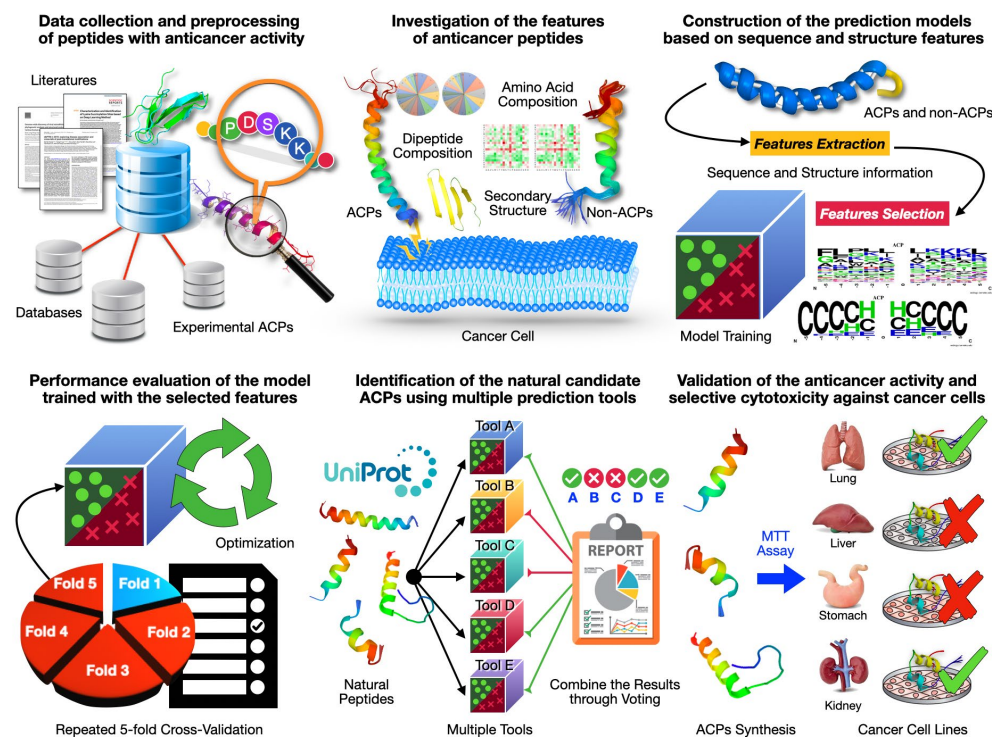 Data collection and preprocessing
of peptides with anticancer activity
Literatures
P D S K K
Databases
Experimental ACPs
Investigation of the features
of anticancer peptides
Amino Acid
Composition
Dipeptide
Composition
Secondary
Structure
ACPs
Non-ACPs
Cancer Cell
Construction of the prediction models
based on sequence and structure features
ACPs and non-ACPs
Features Extraction
Sequence and Structure information
Features Selection
Model Training
ACP
ACP
CCCCH HCCCC
N
C
Performance evaluation of the model
trained with the selected features
Optimization
Fold 5
Fold 1
Fold 4
Fold 2
Fold 3
Repeated 5-fold Cross-Validation
Identification of the natural candidate
ACPs using multiple prediction tools
UniProt
Tool A
Tool B
Tool C
Tool D
Tool E
A B C D E
REPORT
Natural
Peptides
Multiple Tools
Combine the Results
through Voting
Validation of the anticancer activity and
selective cytotoxicity against cancer cells
MTT
Assay
Lung
Liver
Stomach
Kidney
ACPs Synthesis
Cancer Cell Lines